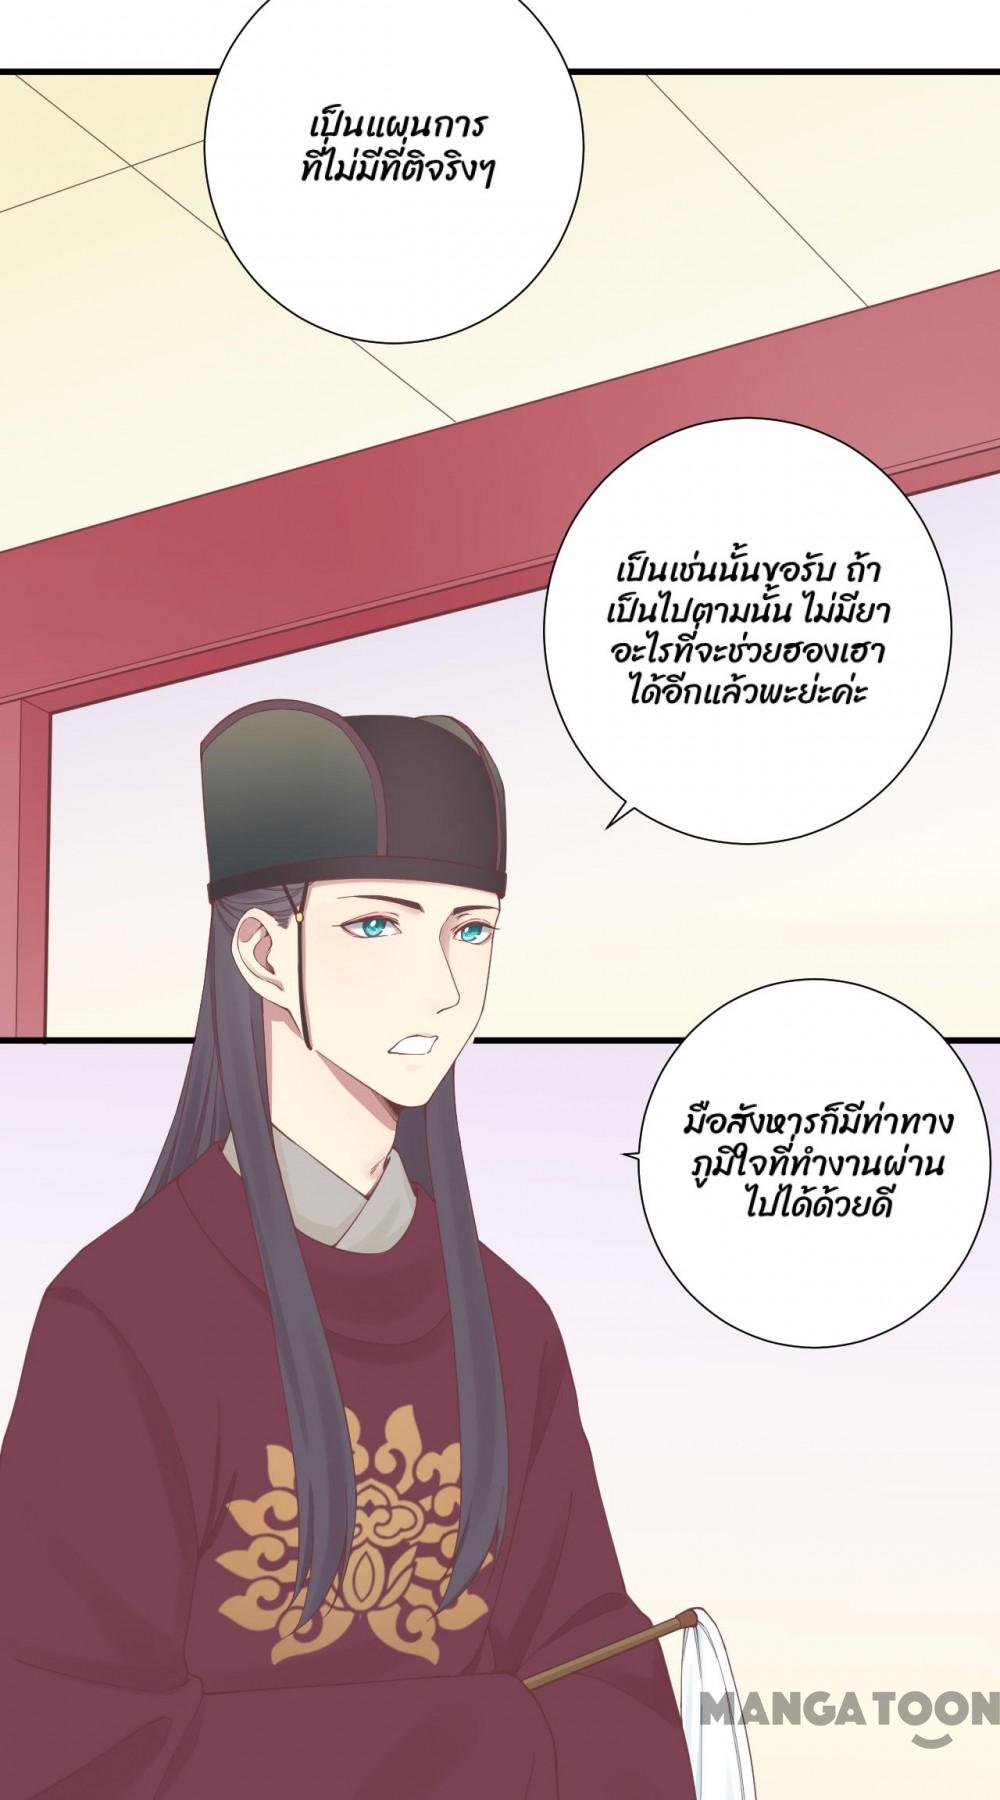 เป็นแผนการ
ที่ไม่มีที่ติจริงๆ
เป็นเช่นนั้นขอรับ ถ้า
เป็นไปตามนั้น ไม่มียา
อะไรที่จะช่วยฮองเฮา
ได้อีกแล้วพะย่ะค่ะ
มือสังหารก็มีท่าทาง
ภูมิใจที่ทำงานผ่าน
ไปได้ด้วยดี
MANGATOON